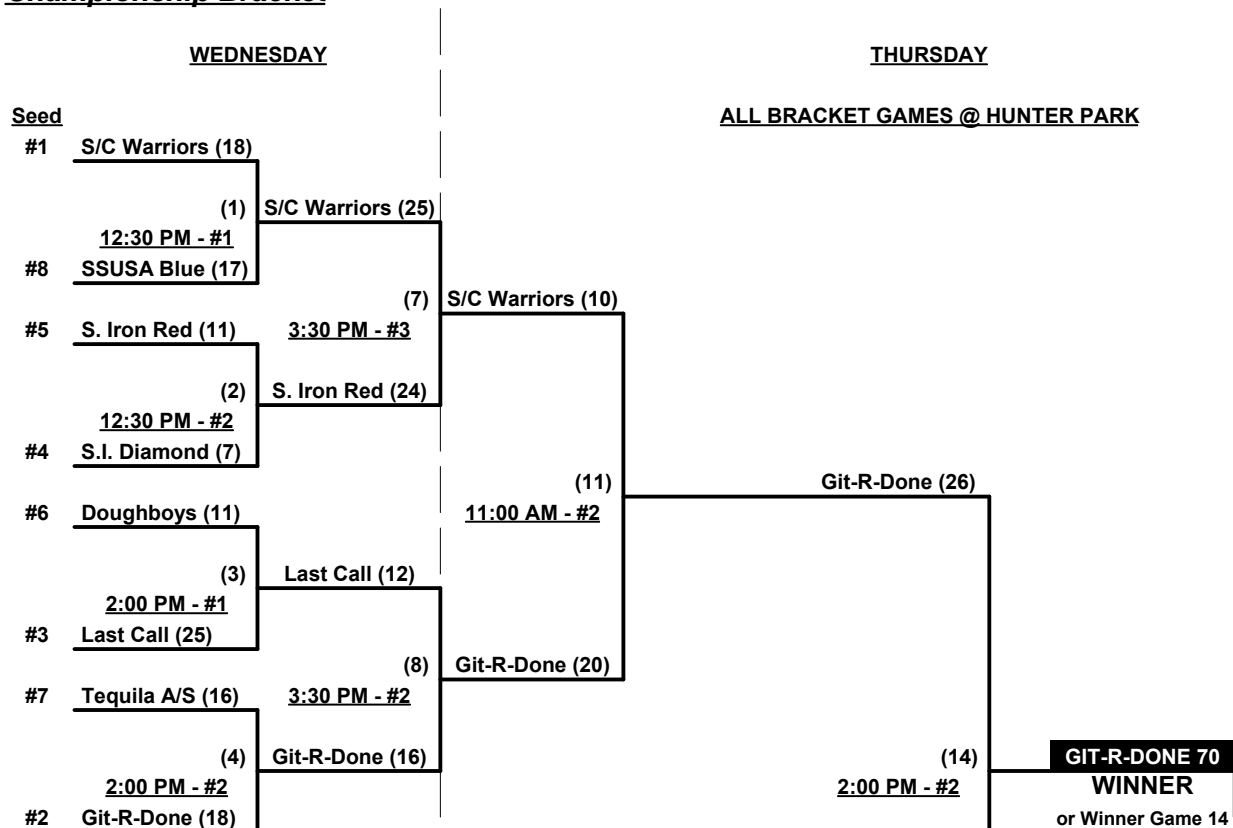 Championship Bracket
WEDNESDAY
THURSDAY
Seed
ALL BRACKET GAMES @ HUNTER PARK
#1 S/C Warriors (18)
(1) S/C Warriors (25)
12:30 PM - #1
#8 SSUSA Blue (17)
(7) S/C Warriors (10)
#5 S. Iron Red (11) 3:30 PM - #3
(2) S. Iron Red (24)
12:30 PM - #2
#4 S.I. Diamond (7)
(11) Git-R-Done (26)
#6 Doughboys (11) 11:00 AM - #2
(3) Last Call (12)
2:00 PM - #1
#3 Last Call (25)
(8) Git-R-Done (20)
#7 Tequila A/S (16) 3:30 PM - #2
(4) Git-R-Done (16) (14) GIT-R-DONE 70
2:00 PM - #2 2:00 PM - #2 WINNER
#2 Git-R-Done (18) or Winner Game 14